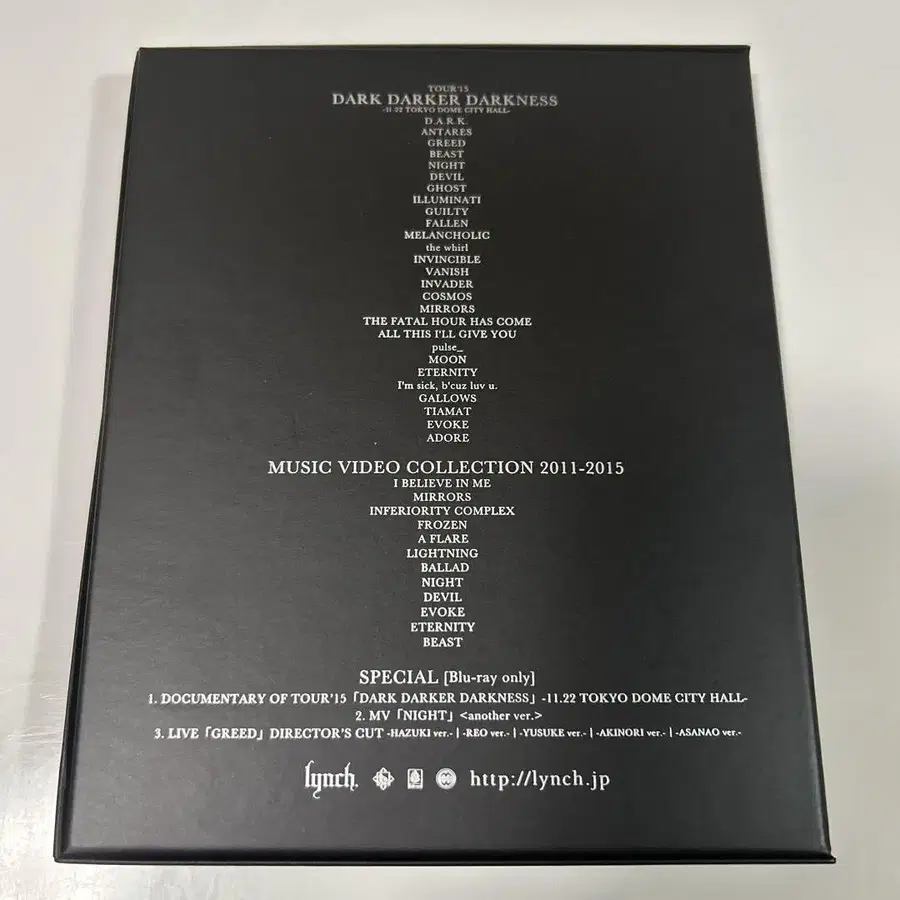 TOUR'15
DARK DARKER DARKNESS
-11.22 TOKYO DOME CITY HALL-
D.A.R.K.
ANTARES
GREED
BEAST
NIGHT
DEVIL
GHOST
ILLUMINATI
GUILTY
FALLEN
MELANCHOLIC
the whirl
INVINCIBLE
VANISH
INVADER
COSMOS
MIRRORS
THE FATAL HOUR HAS COME
ALL THIS I'LL GIVE YOU
pulse_
MOON
ETERNITY
I'm sick, b'cuz luv u.
GALLOWS
TIAMAT
EVOKE
ADORE
MUSIC VIDEO COLLECTION 2011-2015
I BELIEVE IN ME
MIRRORS
INFERIORITY COMPLEX
FROZEN
A FLARE
LIGHTNING
BALLAD
NIGHT
DEVIL
EVOKE
ETERNITY
BEAST
SPECIAL [Blu-ray only]
1. DOCUMENTARY OF TOUR'15「DARK DARKER DARKNESS」-11.22 TOKYO DOME CITY HALL-
2. MV「NIGHT」<another ver.>
3. LIVE「GREED」DIRECTOR'S CUT -HAZUKI ver.- | -REO ver.- | -YUSUKE ver.- | -AKINORI ver.- | -ASANAO ver.-
lynch. http://lynch.jp